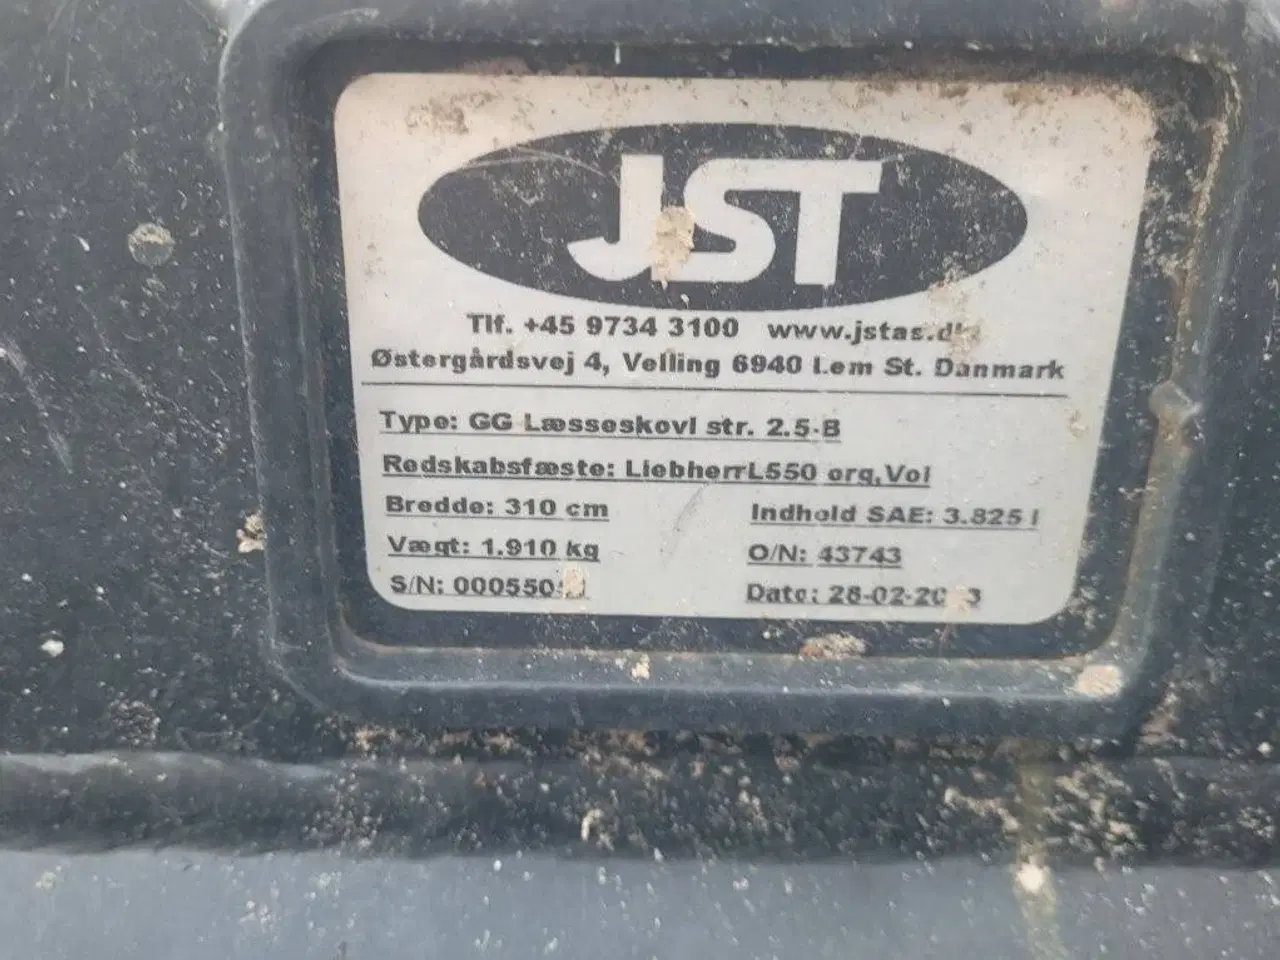 JST
Tlf. +45 9734 3100 www.jstas.dk
Østergårdsvej 4, Velling 6940 Lem St. Danmark
Type: GG Læsseskovl str. 2.5-B
Redskabsfæste: LiebherrL550 org.Vol
Bredde: 310 cm Indhold SAE: 3.825 l
Vægt: 1.910 kg O/N: 43743
S/N: Date: